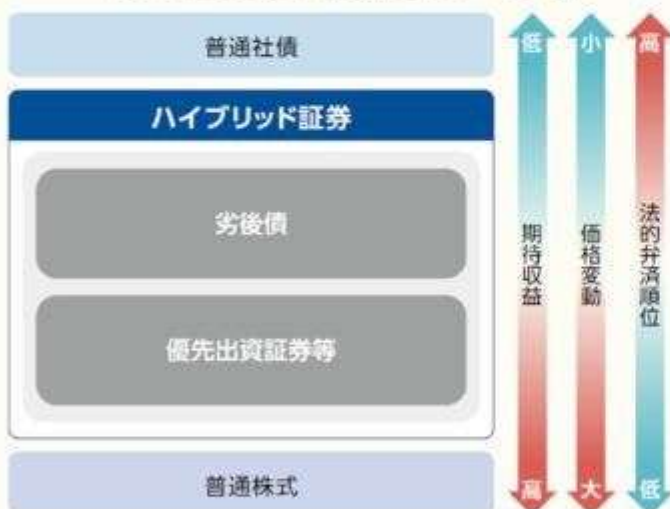 普通社債
ハイブリッド証券
劣後債
優先出資証券等
普通株式
低
期待収益
高
小
価格変動
大
高
法的弁済順位
低